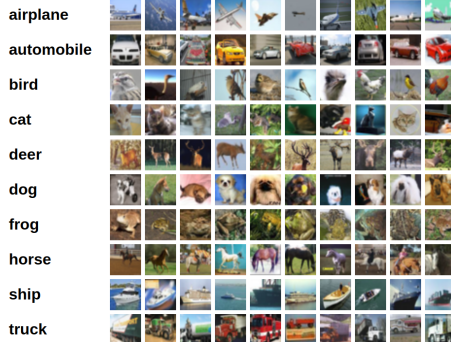 airplane
automobile
bird
cat
deer
dog
frog
horse
ship
truck